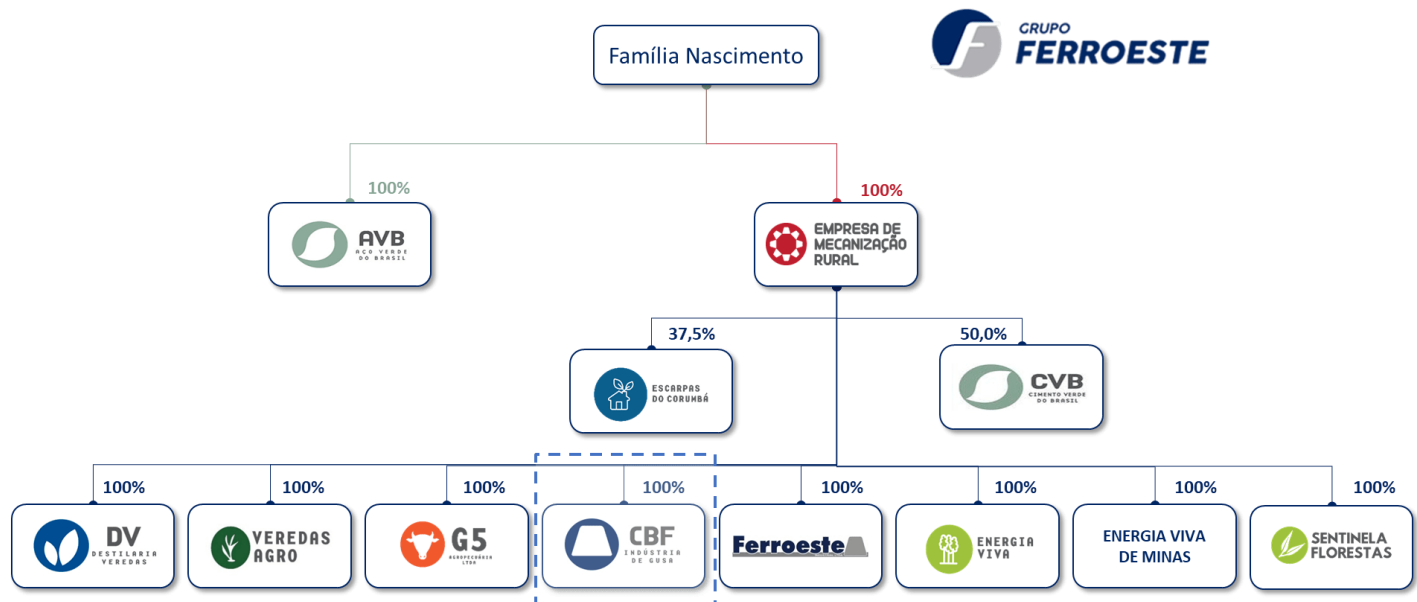 GRUPO
FERROESTE
Família Nascimento
100%
100%
AVB
AÇO VERDE
DO BRASIL
EMPRESA DE
MECANIZAÇÃO
RURAL
37,5%
50,0%
ESCARPAS
DO CORUMBÁ
CVB
CIMENTO VERDE
DO BRASIL
100%
100%
100%
100%
100%
100%
100%
100%
DV
DESTILARIA
VEREDAS
VEREDAS
AGRO
G5
AGROPECUÁRIA
LTDA
CBF
INDÚSTRIA
DE GUSA
Ferroeste
ENERGIA
VIVA
ENERGIA VIVA
DE MINAS
SENTINELA
FLORESTAS